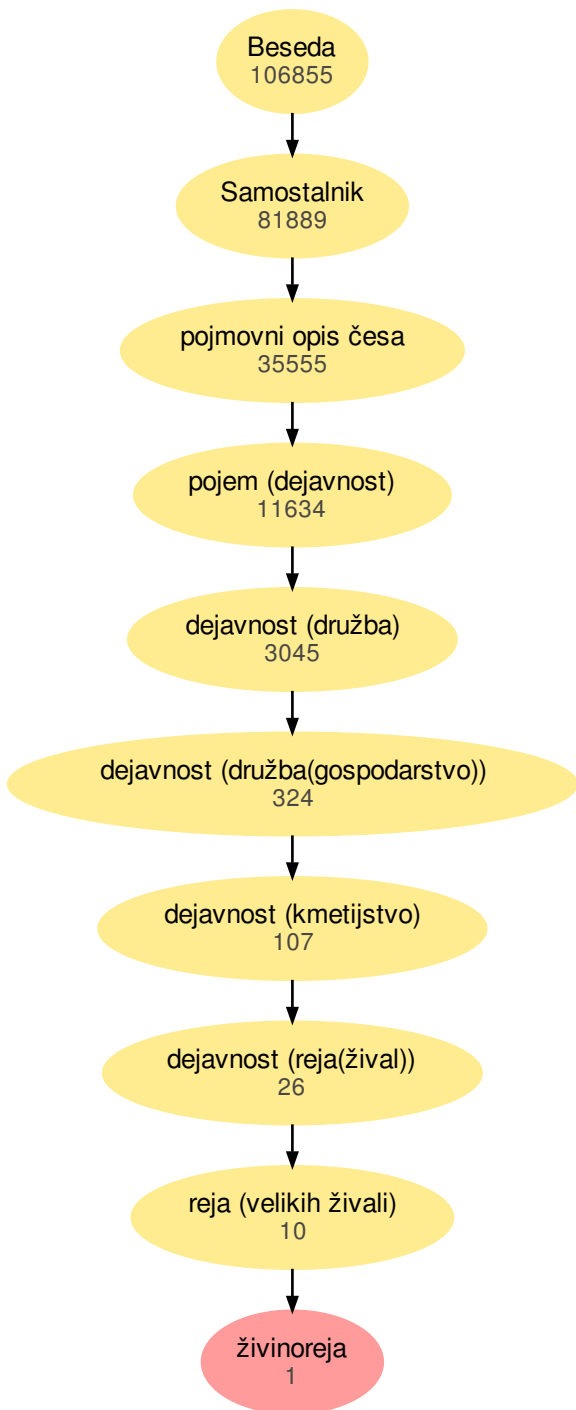 Beseda
106855
Samostalnik
81889
pojmovni opis česa
35555
pojem (dejavnost)
11634
dejavnost (družba)
3045
dejavnost (družba(gospodarstvo))
324
dejavnost (kmetijstvo)
107
dejavnost (reja(žival))
26
reja (velikih živali)
10
živinoreja
1